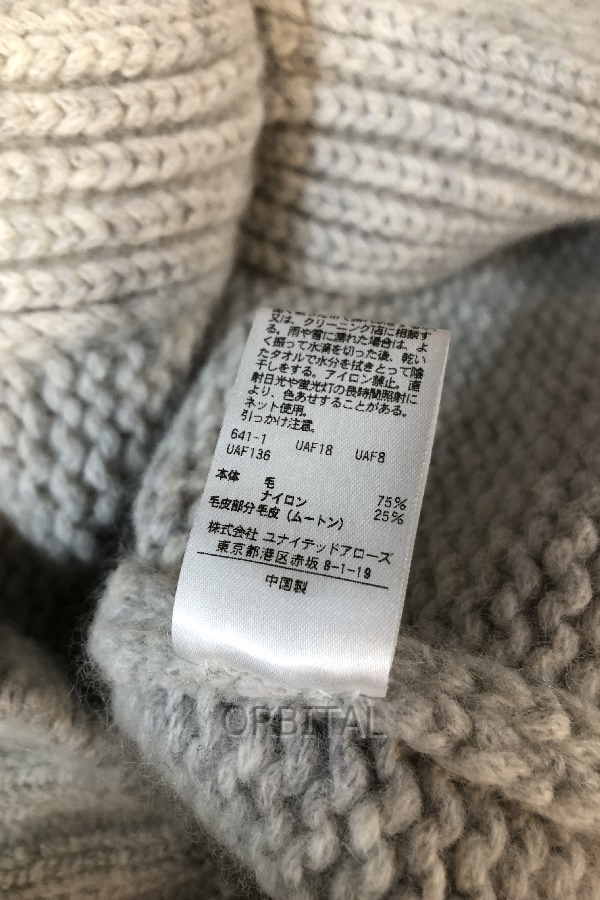 又は、クリーニング店に相談す
る。雨や雪に濡れた場合は、よ
く振って水滴を切った後、乾い
たタオルで水分を拭きとって陰
干しをする。アイロン禁止。直
射日光や蛍光灯の長時間照射に
より、色あせすることがある。
ネット使用。
引っかけ注意。
641-1 UAF18 UAF8
UAF136
本体 毛 75%
ナイロン 25%
毛皮部分毛皮(ムートン)
株式会社 ユナイテッドアローズ
東京都港区赤坂 8-1-19
中国製
ORBITAL